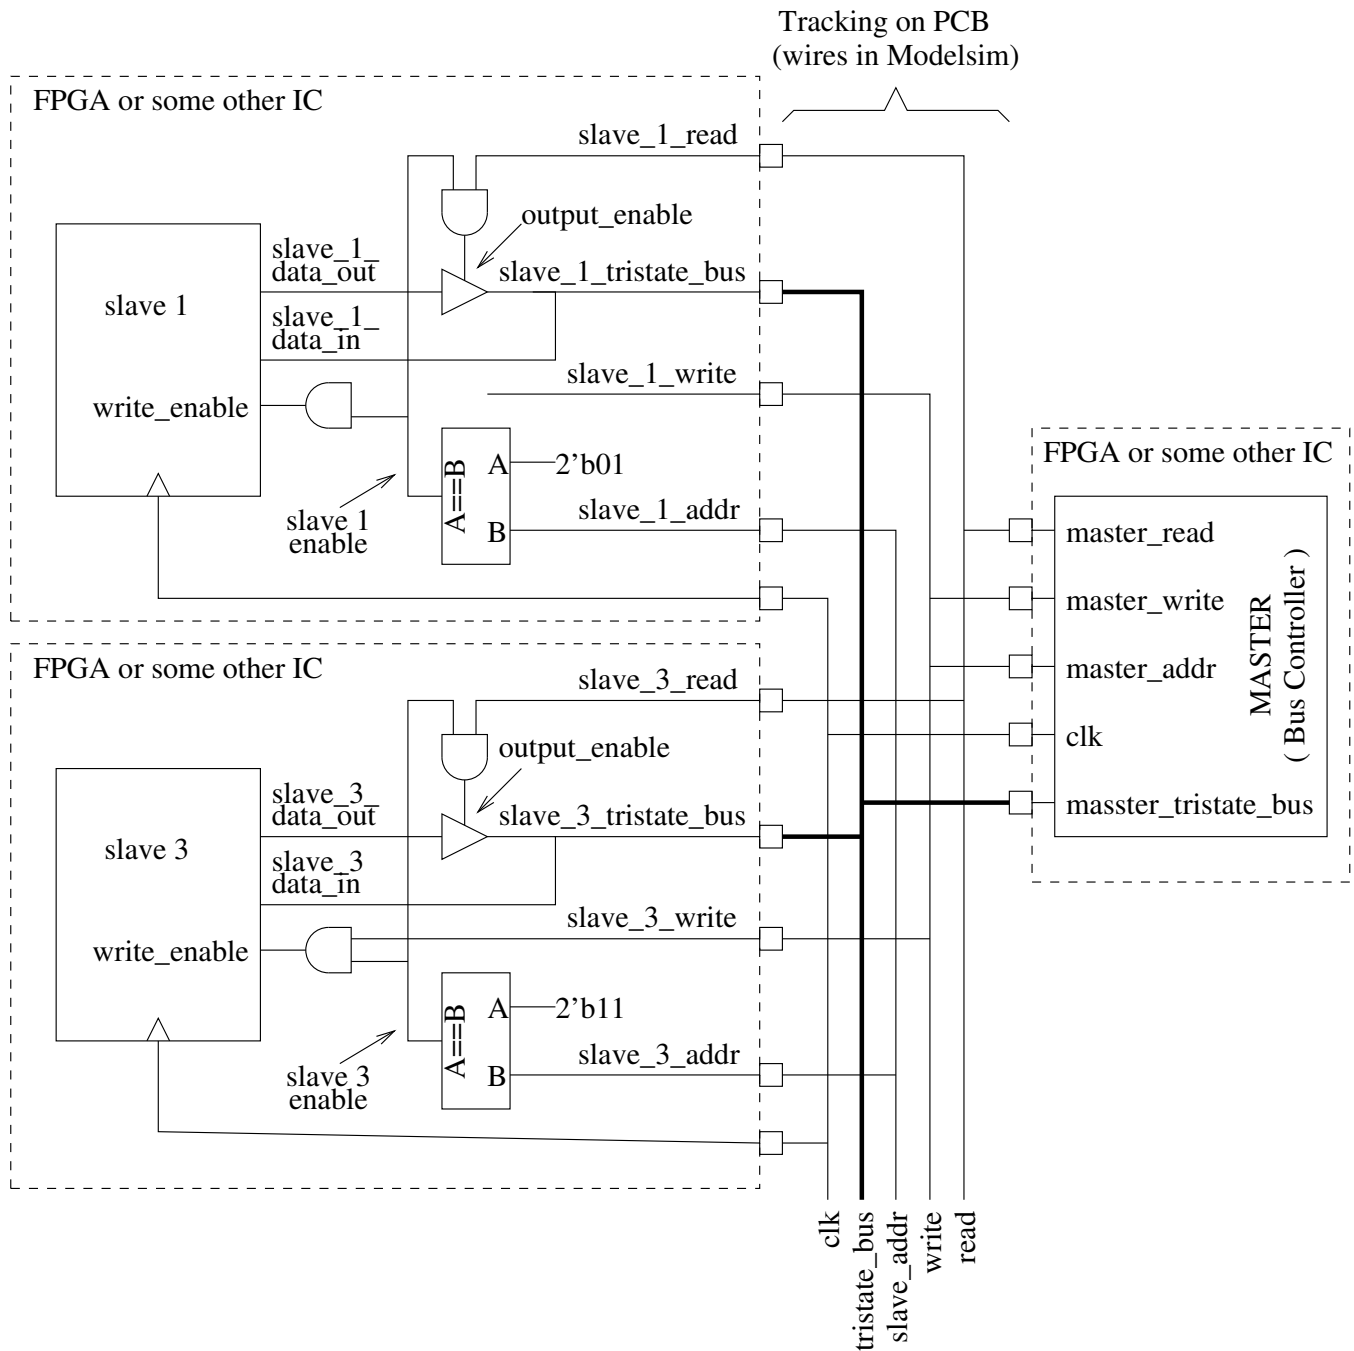 Tracking on PCB
(wires in Modelsim)
FPGA or some other IC
slave_1_read
output_enable
slave_1_
data_out
slave_1_tristate_bus
slave 1
slave_1_
data_in
slave_1_write
write_enable
A==B
A
2'b01
slave_1_addr
B
slave 1
enable
FPGA or some other IC
slave_3_read
output_enable
slave_3_
data_out
slave_3_tristate_bus
slave 3
slave_3
data_in
slave_3_write
write_enable
A==B
A
2'b11
slave_3_addr
B
slave 3
enable
FPGA or some other IC
master_read
master_write
master_addr
clk
masster_tristate_bus
MASTER
( Bus Controller )
clk
tristate_bus
slave_addr
write
read